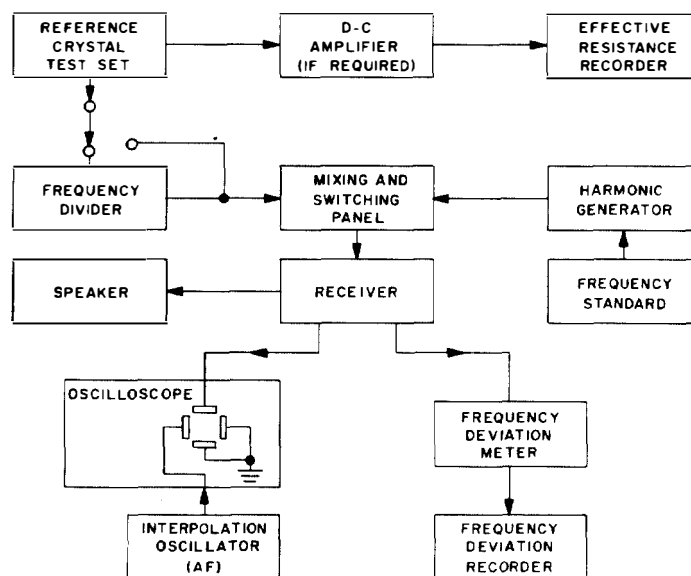 REFERENCE
CRYSTAL
TEST SET
D-C
AMPLIFIER
(IF REQUIRED)
EFFECTIVE
RESISTANCE
RECORDER
FREQUENCY
DIVIDER
MIXING AND
SWITCHING
PANEL
HARMONIC
GENERATOR
SPEAKER
RECEIVER
FREQUENCY
STANDARD
OSCILLOSCOPE
FREQUENCY
DEVIATION
METER
INTERPOLATION
OSCILLATOR
(AF)
FREQUENCY
DEVIATION
RECORDER